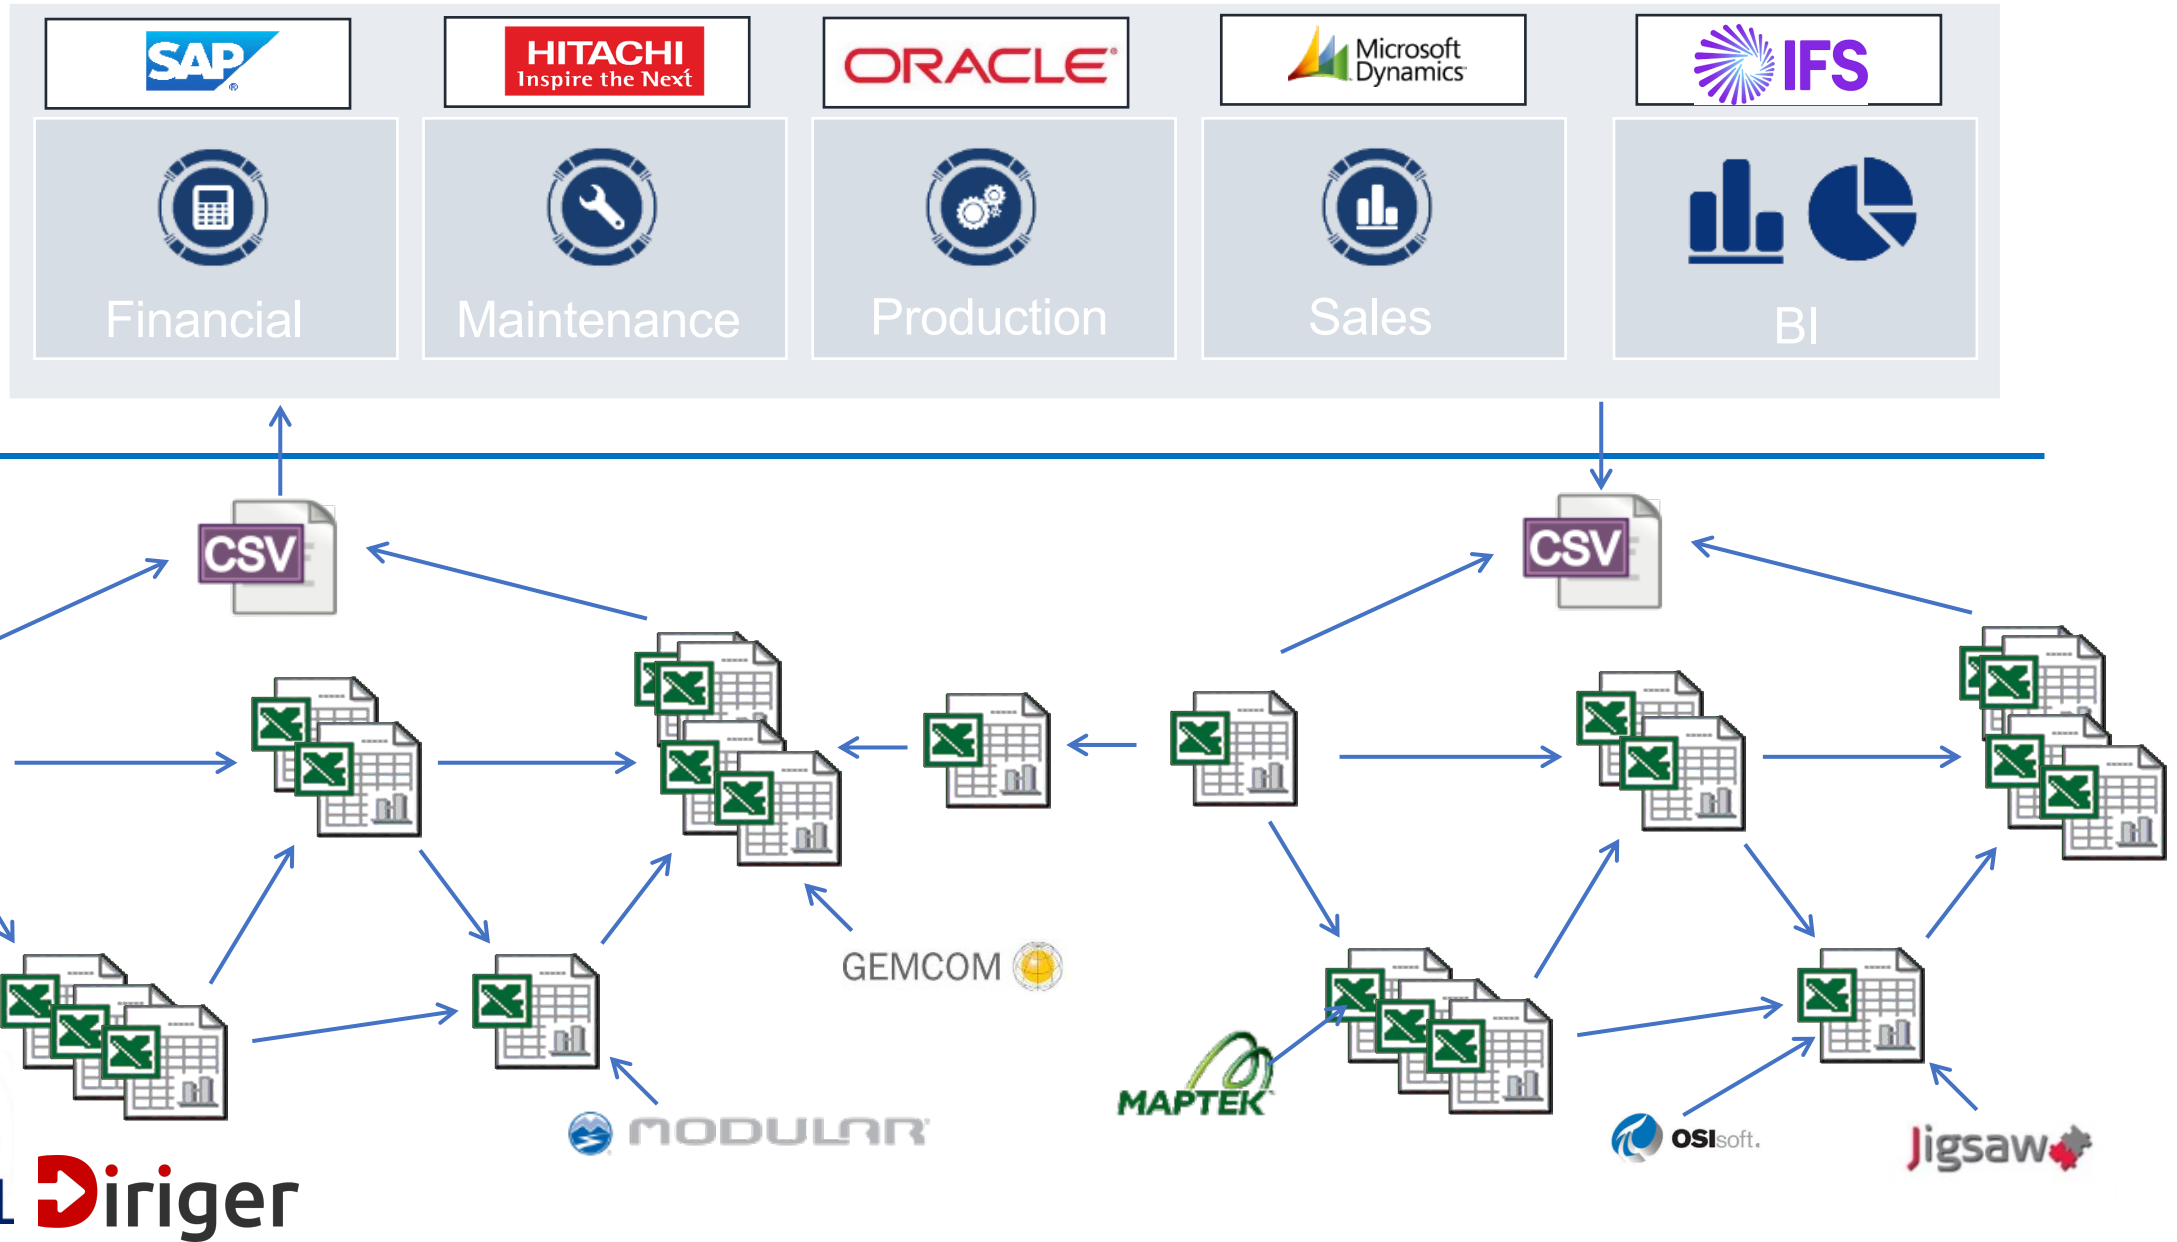 SAP
HITACHI
Inspire the Next
ORACLE
Microsoft
Dynamics
IFS
Financial
Maintenance
Production
Sales
BI
CSV
CSV
GEMCOM
MAPTEK
MODULAR
OSIsoft.
Jigsaw
Diriger